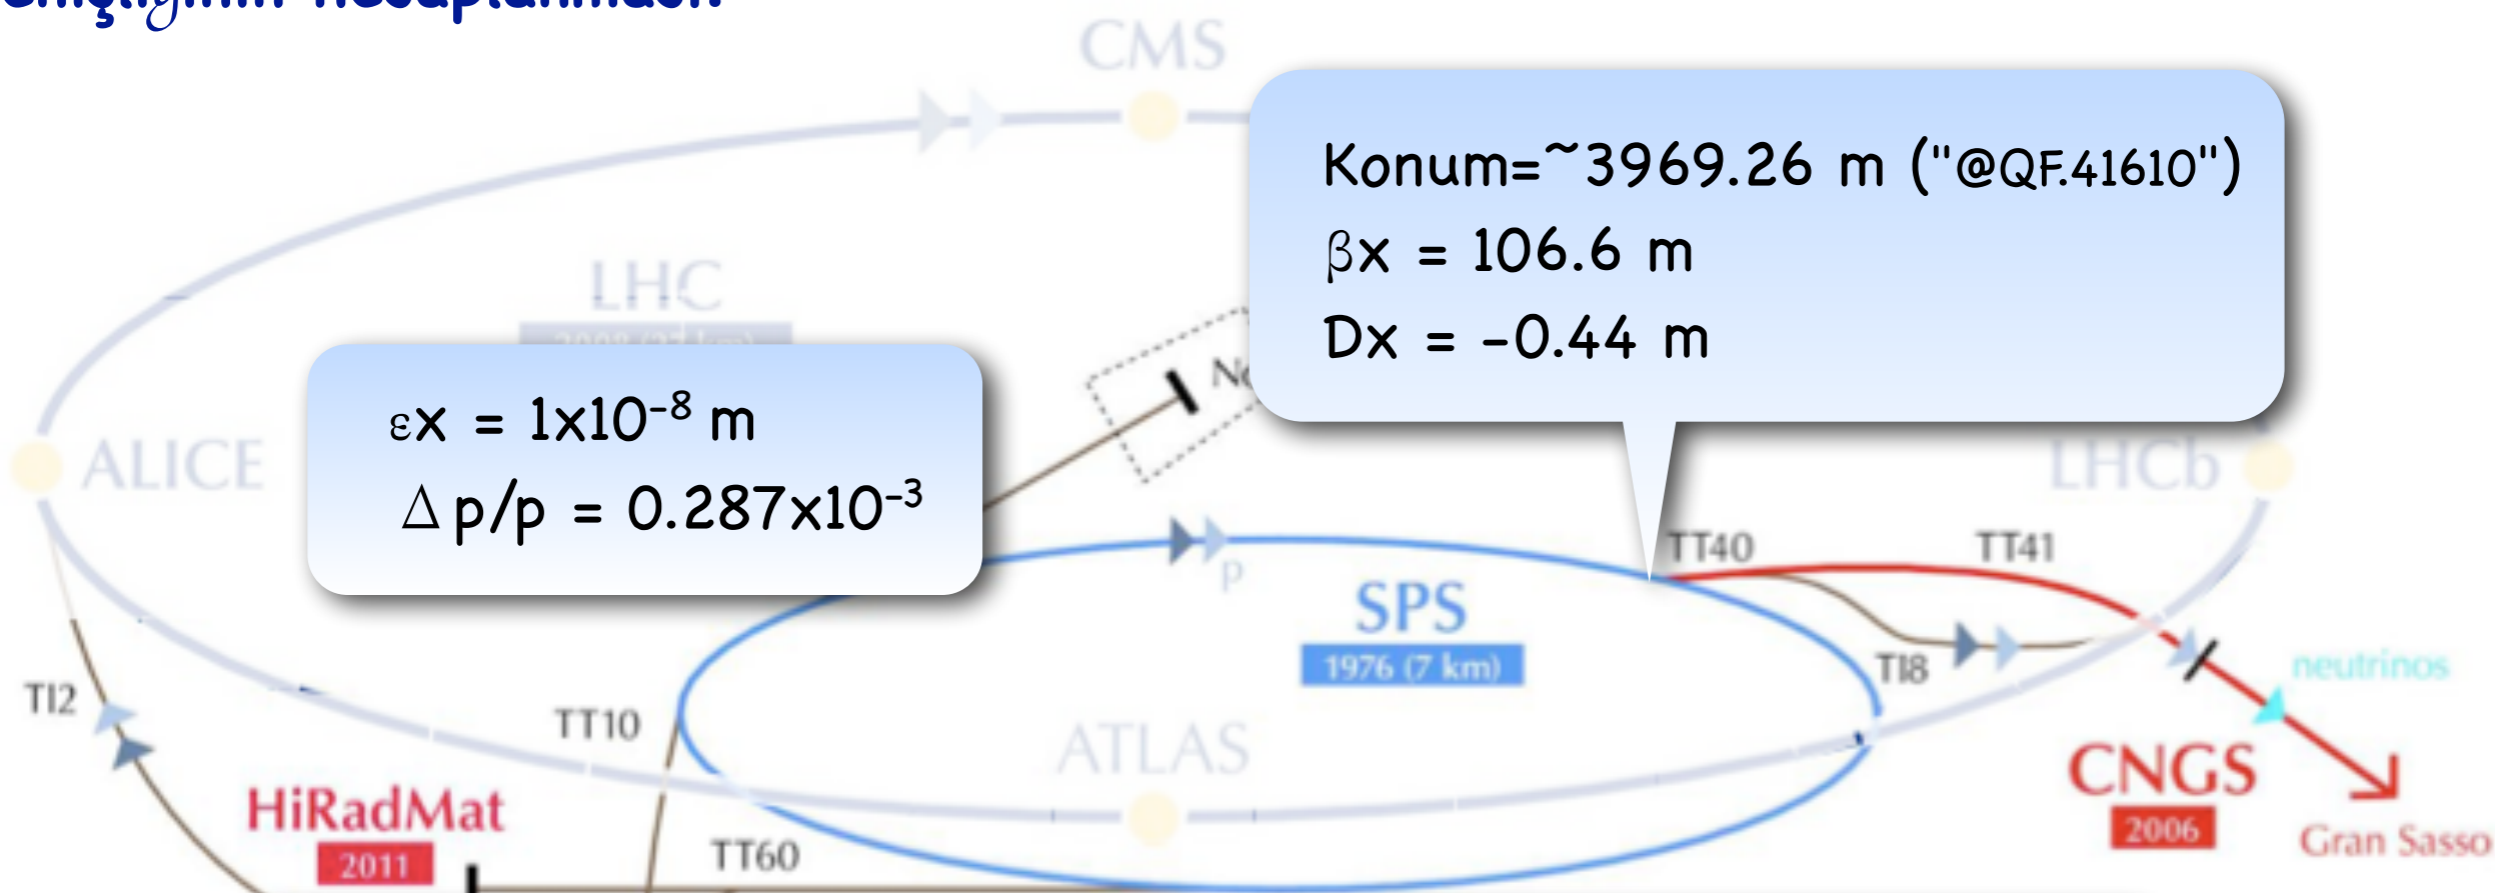 CMS
Konum=~3969.26 m ("@QF.41610")
βx = 106.6 m
Dx = -0.44 m
LHC
εx = 1x10⁻⁸ m
Δ p/p = 0.287x10⁻³
ALICE
LHCb
TT40
TT41
p
SPS
1976 (7 km)
TI8
neutrinos
TI2
TT10
ATLAS
CNGS
2006
HiRadMat
2011
TT60
Gran Sasso